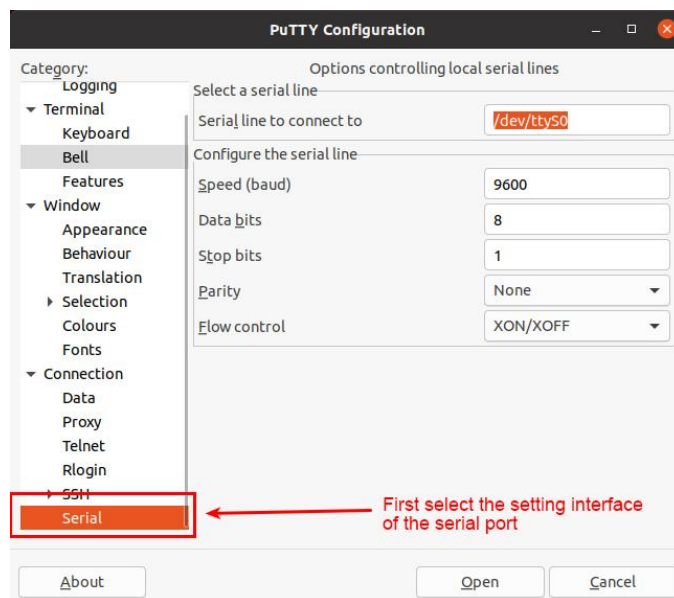 PuTTY Configuration
Category:
Logging
Terminal
Keyboard
Bell
Features
Window
Appearance
Behaviour
Translation
Selection
Colours
Fonts
Connection
Data
Proxy
Telnet
Rlogin
SSH
Serial
Options controlling local serial lines
Select a serial line
Serial line to connect to
/dev/ttyS0
Configure the serial line
Speed (baud)
9600
Data bits
8
Stop bits
1
Parity
None
Flow control
XON/XOFF
First select the setting interface
of the serial port
About
Open
Cancel